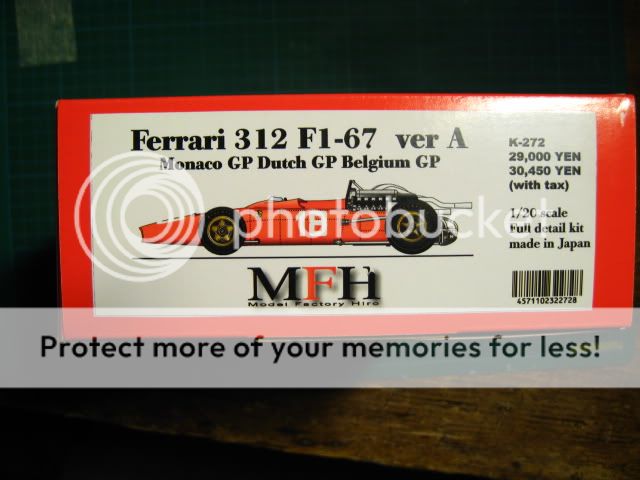 Ferrari 312 F1-67 ver A
Monaco GP Dutch GP Belgium GP
K-272
29,000 YEN
30,450 YEN
(with tax)
1/20 scale
Full detail kit
made in Japan
18
photobucket
MFH
Model Factory Hiro
4571102322728
Protect more of your memories for less!